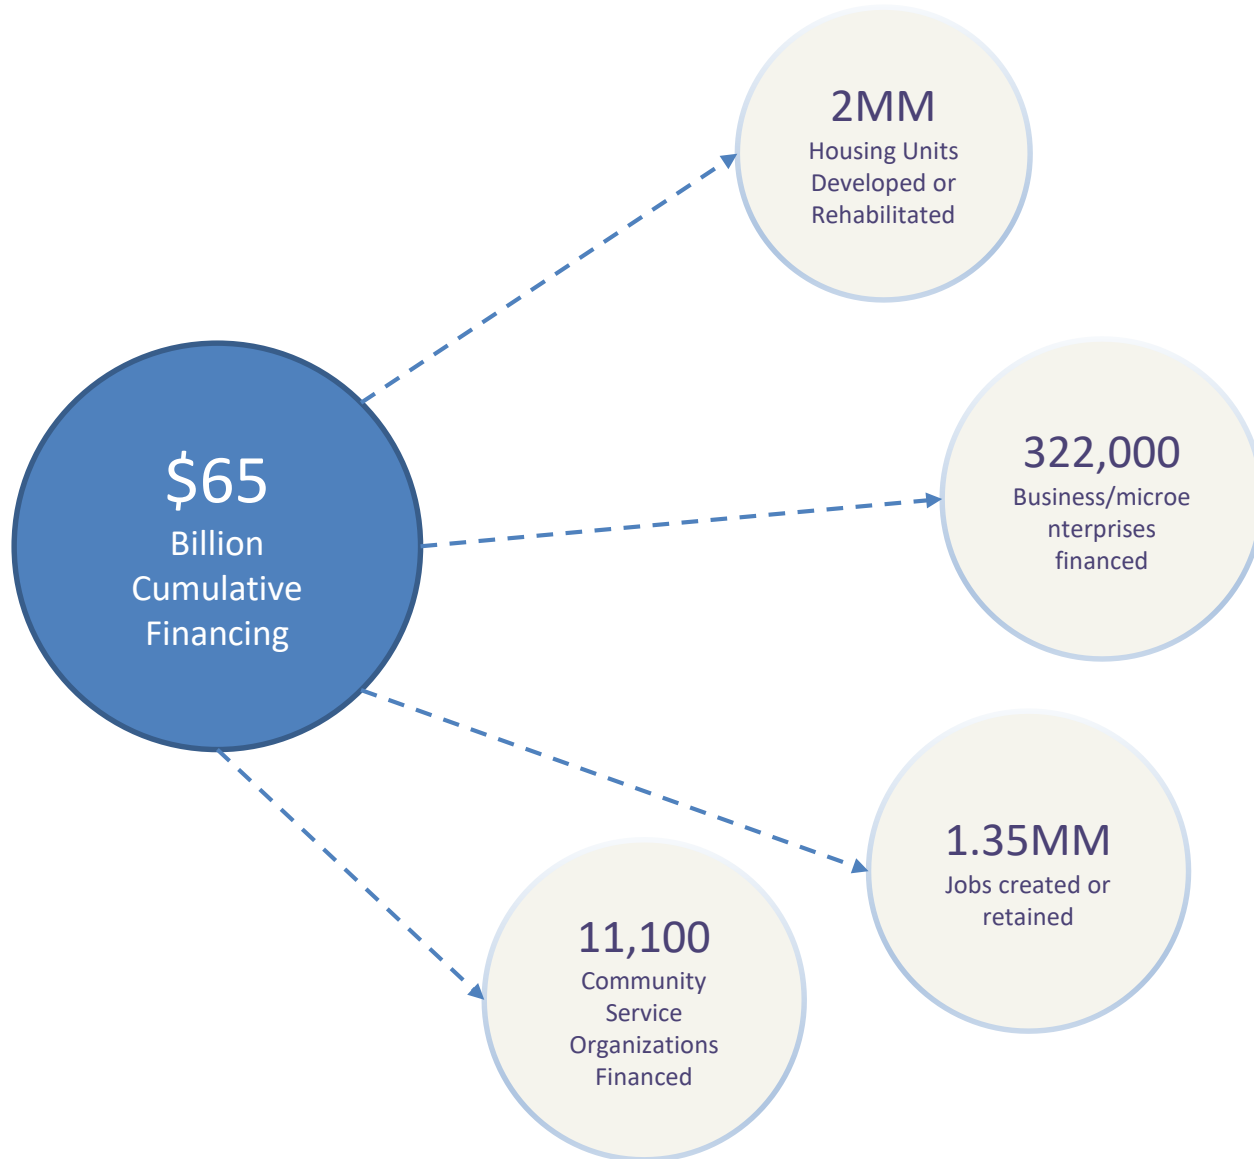 2MM
Housing Units
Developed or
Rehabilitated
$65
Billion
Cumulative
Financing
322,000
Business/microe
nterprises
financed
1.35MM
Jobs created or
retained
11,100
Community
Service
Organizations
Financed